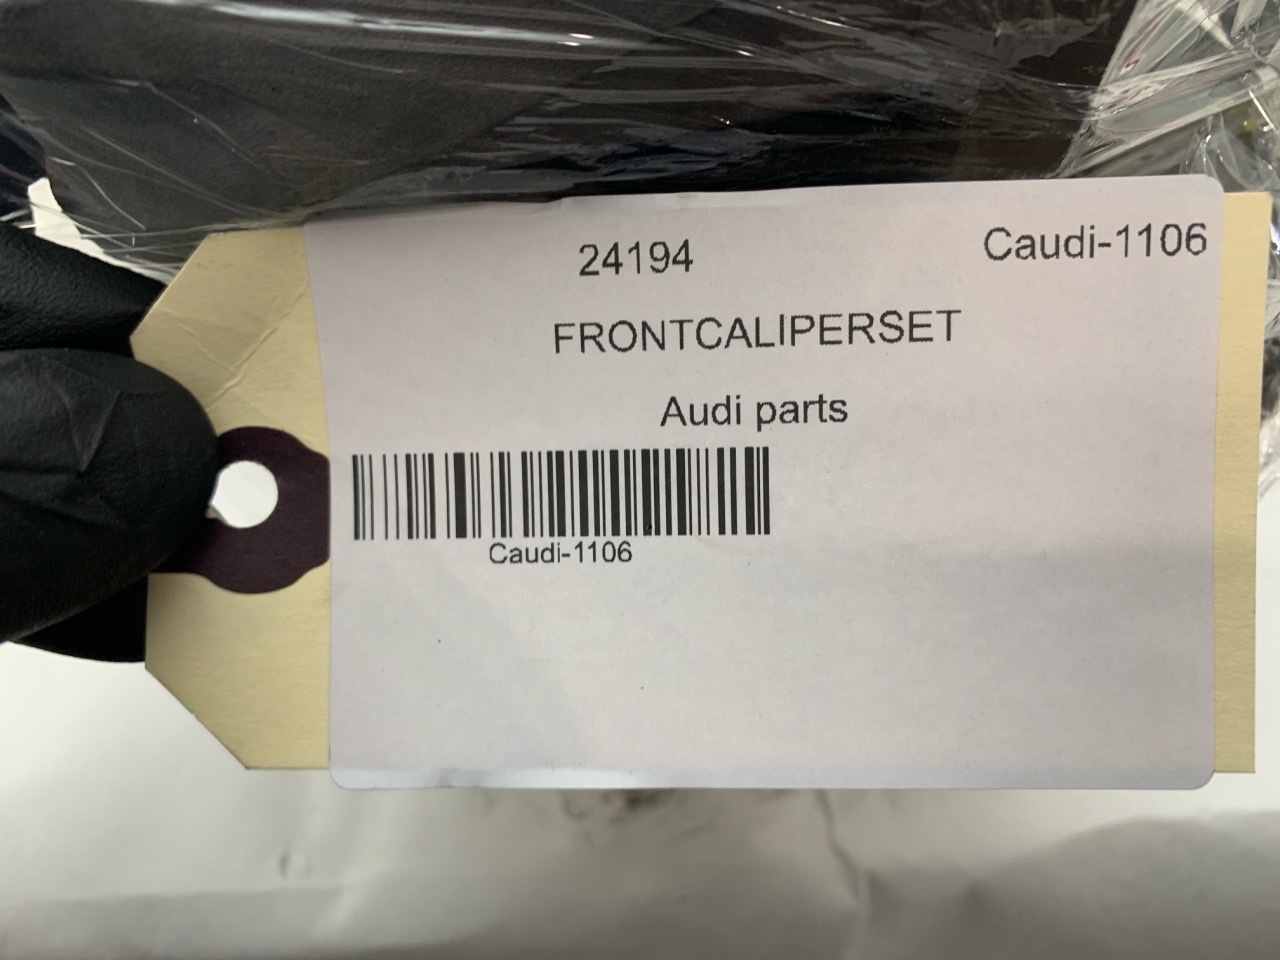 24194 Caudi-1106
FRONTCALIPERSET
Audi parts
Caudi-1106